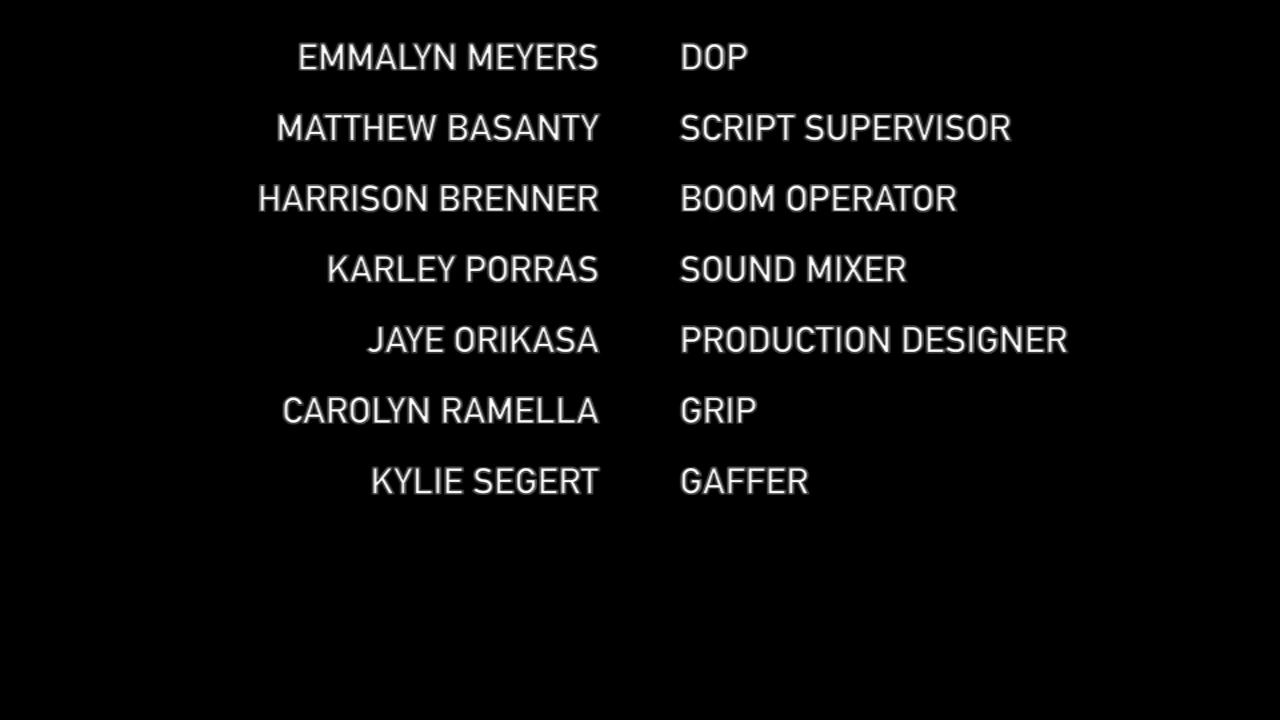 EMMALYN MEYERS DOP
MATTHEW BASANTY SCRIPT SUPERVISOR
HARRISON BRENNER BOOM OPERATOR
KARLEY PORRAS SOUND MIXER
JAYE ORIKASA PRODUCTION DESIGNER
CAROLYN RAMELLA GRIP
KYLIE SEGERT GAFFER